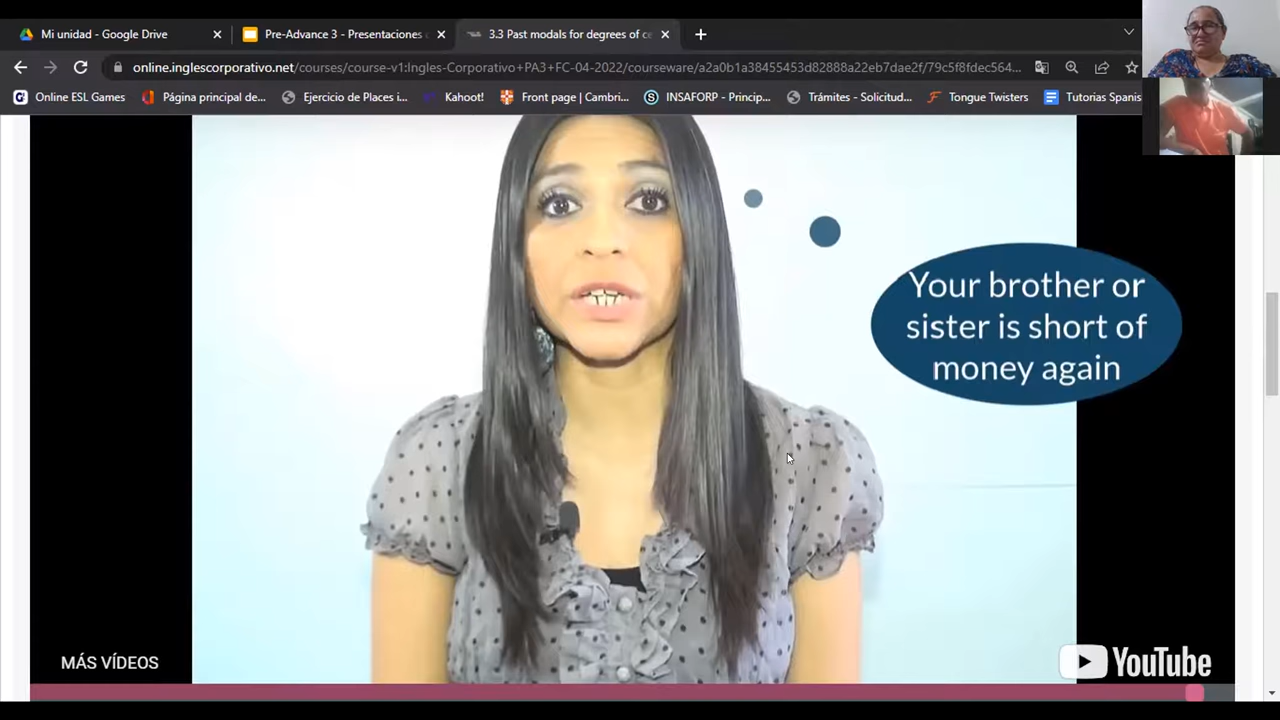 Mi unidad - Google Drive
Pre-Advance 3 - Presentaciones
3.3 Past modals for degrees of ce
online.inglescorporativo.net/courses/course-v1:Ingles-Corporativo+PA3+FC-04-2022/courseware/a2a0b1a38455453d82888a22eb7dae2f/79c5f8fdec564...
Online ESL Games
Página principal de...
Ejercicio de Places i...
Kahoot!
Front page | Cambri...
INSAFORP - Princip...
Trámites - Solicitud...
Tongue Twisters
Tutorias Spanis
Your brother or
sister is short of
money again
MÁS VÍDEOS
YouTube